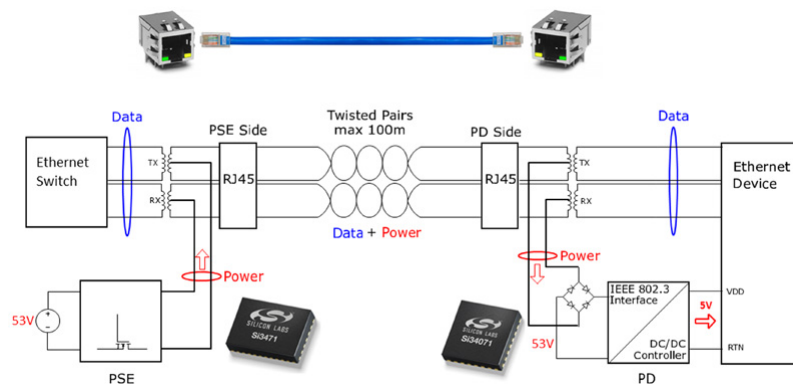 Data
Twisted Pairs
max 100m
Data
PSE Side
PD Side
Ethernet
Switch
TX
RX
RJ45
RJ45
TX
RX
Ethernet
Device
Data + Power
Power
Power
53V
PSE
SILICON LABS
Si3471
SILICON LABS
Si34071
53V
IEEE 802.3
Interface
DC/DC
Controller
PD
5V
VDD
RTN